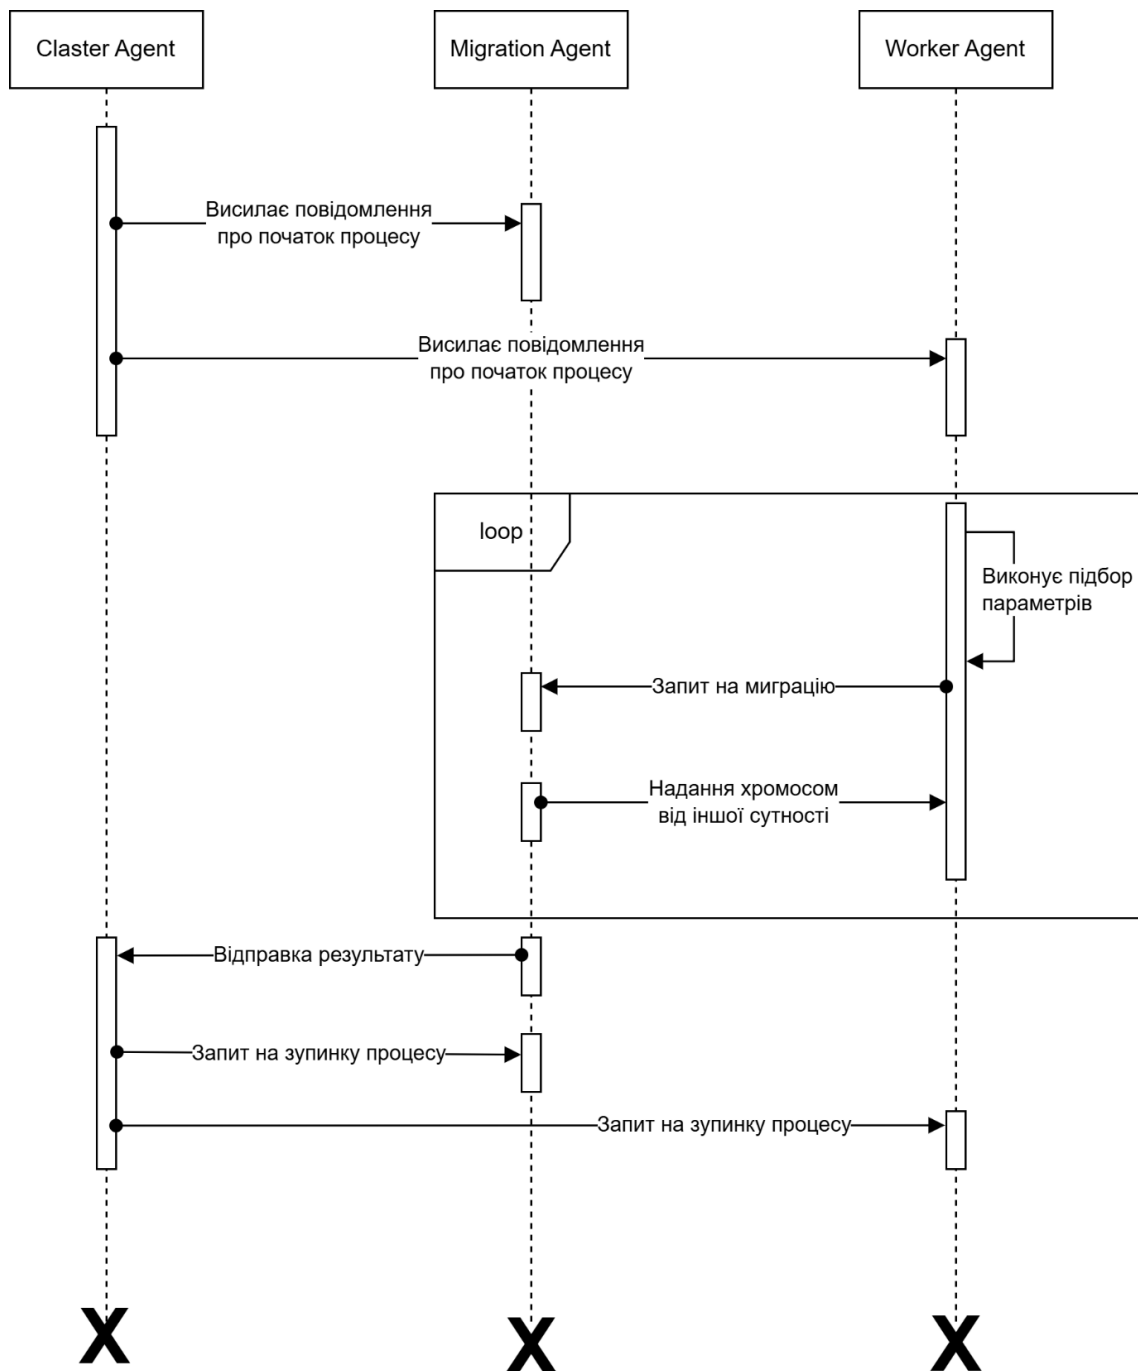 Claster Agent
Migration Agent
Worker Agent
Висилає повідомлення
про початок процесу
Висилає повідомлення
про початок процесу
loop
Виконує підбор
параметрів
Запит на миграцію
Надання хромосом
від іншої сутності
Відправка результату
Запит на зупинку процесу
Запит на зупинку процесу